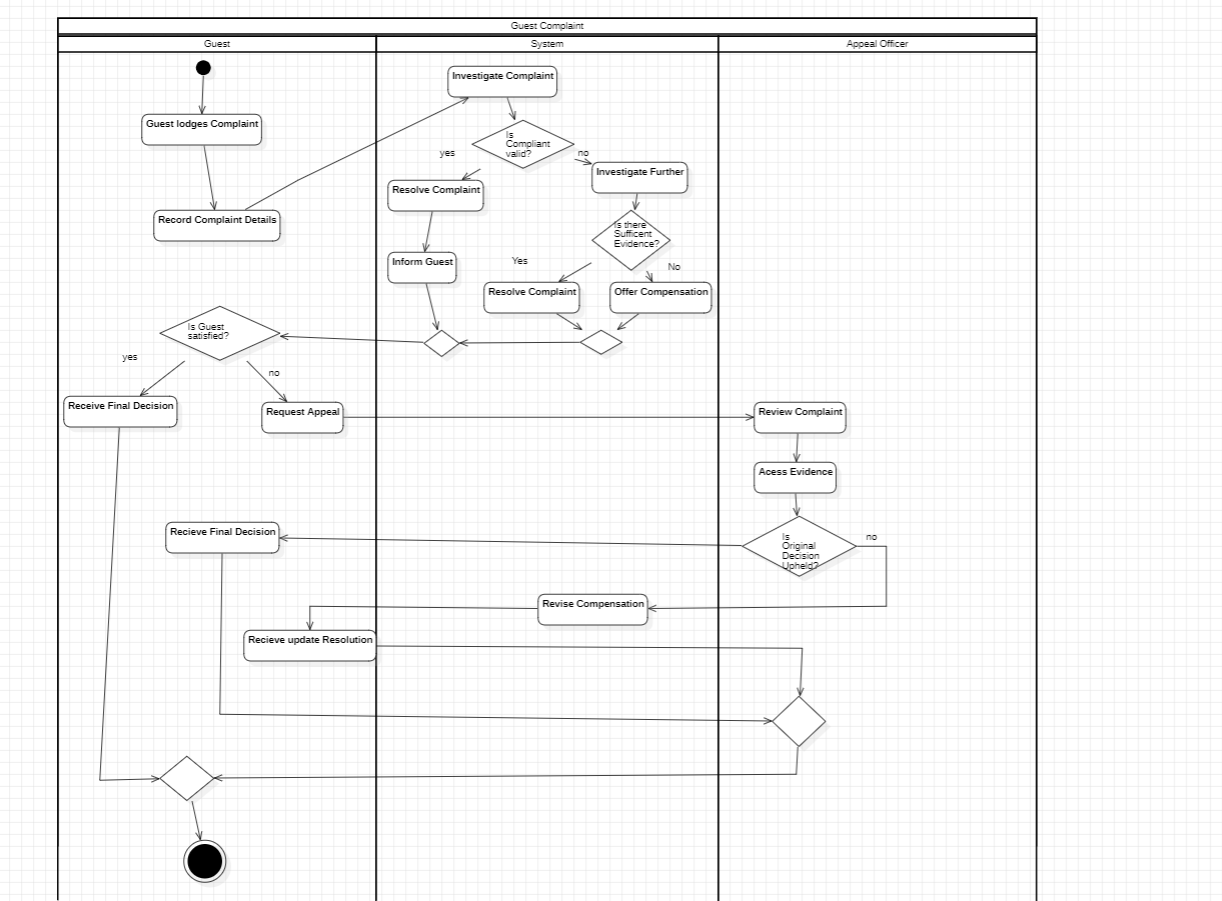 Guest Complaint
Guest
System
Appeal Officer
Investigate Complaint
Guest lodges Complaint
Is
Compliant
valid?
yes
no
Investigate Further
Resolve Complaint
Record Complaint Details
Is there
Sufficent
Evidence?
Inform Guest
Yes
No
Resolve Complaint
Offer Compensation
Is Guest
satisfied?
yes
no
Receive Final Decision
Request Appeal
Review Complaint
Acess Evidence
Recieve Final Decision
Is
Original
Decision
Upheld?
no
Revise Compensation
Recieve update Resolution